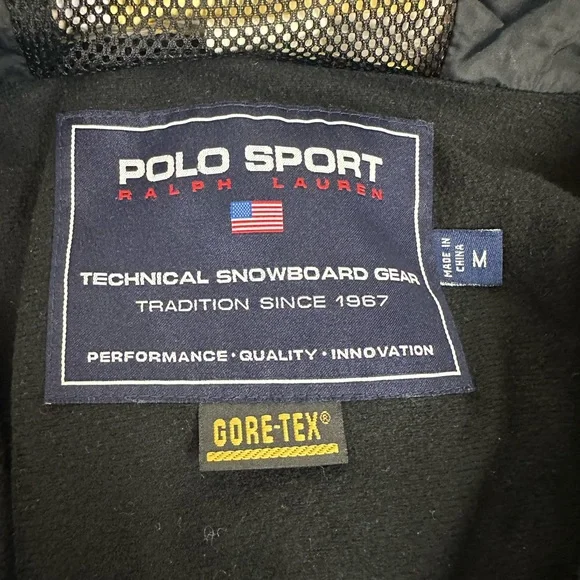 POLO SPORT
RALPH LAUREN
TECHNICAL SNOWBOARD GEAR
TRADITION SINCE 1967
PERFORMANCE • QUALITY • INNOVATION
MADE IN
CHINA
M
GORE-TEX®